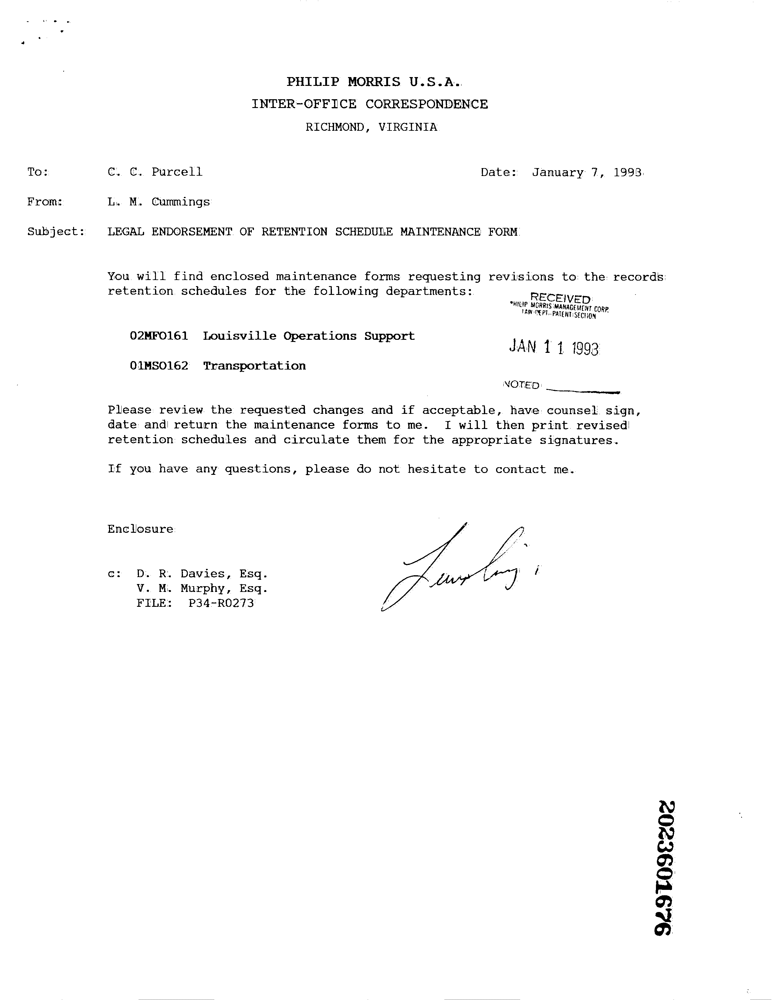 PHILIP MORRIS U.S.A.
INTER-OFFICE CORRESPONDENCE
RICHMOND, VIRGINIA
To: C. C. Purcell Date: January 7, 1993
From: L. M. Cummings
Subject: LEGAL ENDORSEMENT OF RETENTION SCHEDULE MAINTENANCE FORM
You will find enclosed maintenance forms requesting revisions to the records
retention schedules for the following departments:
RECEIVED
PHILIP MORRIS MANAGEMENT CORP.
LAW DEPT.-PATENT SECTION
02MFO161 Louisville Operations Support
JAN 11 1993
01MSO162 Transportation
NOTED
Please review the requested changes and if acceptable, have counsel sign,
date and return the maintenance forms to me. I will then print revised
retention schedules and circulate them for the appropriate signatures.
If you have any questions, please do not hesitate to contact me.
Enclosure
c: D. R. Davies, Esq.
V. M. Murphy, Esq.
FILE: P34-R0273
2023601676